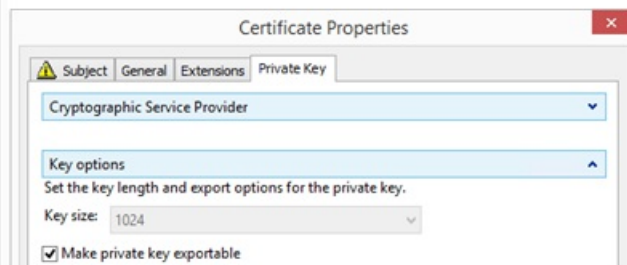 Certificate Properties
Subject General Extensions Private Key
Cryptographic Service Provider
Key options
Set the key length and export options for the private key.
Key size: 1024
Make private key exportable